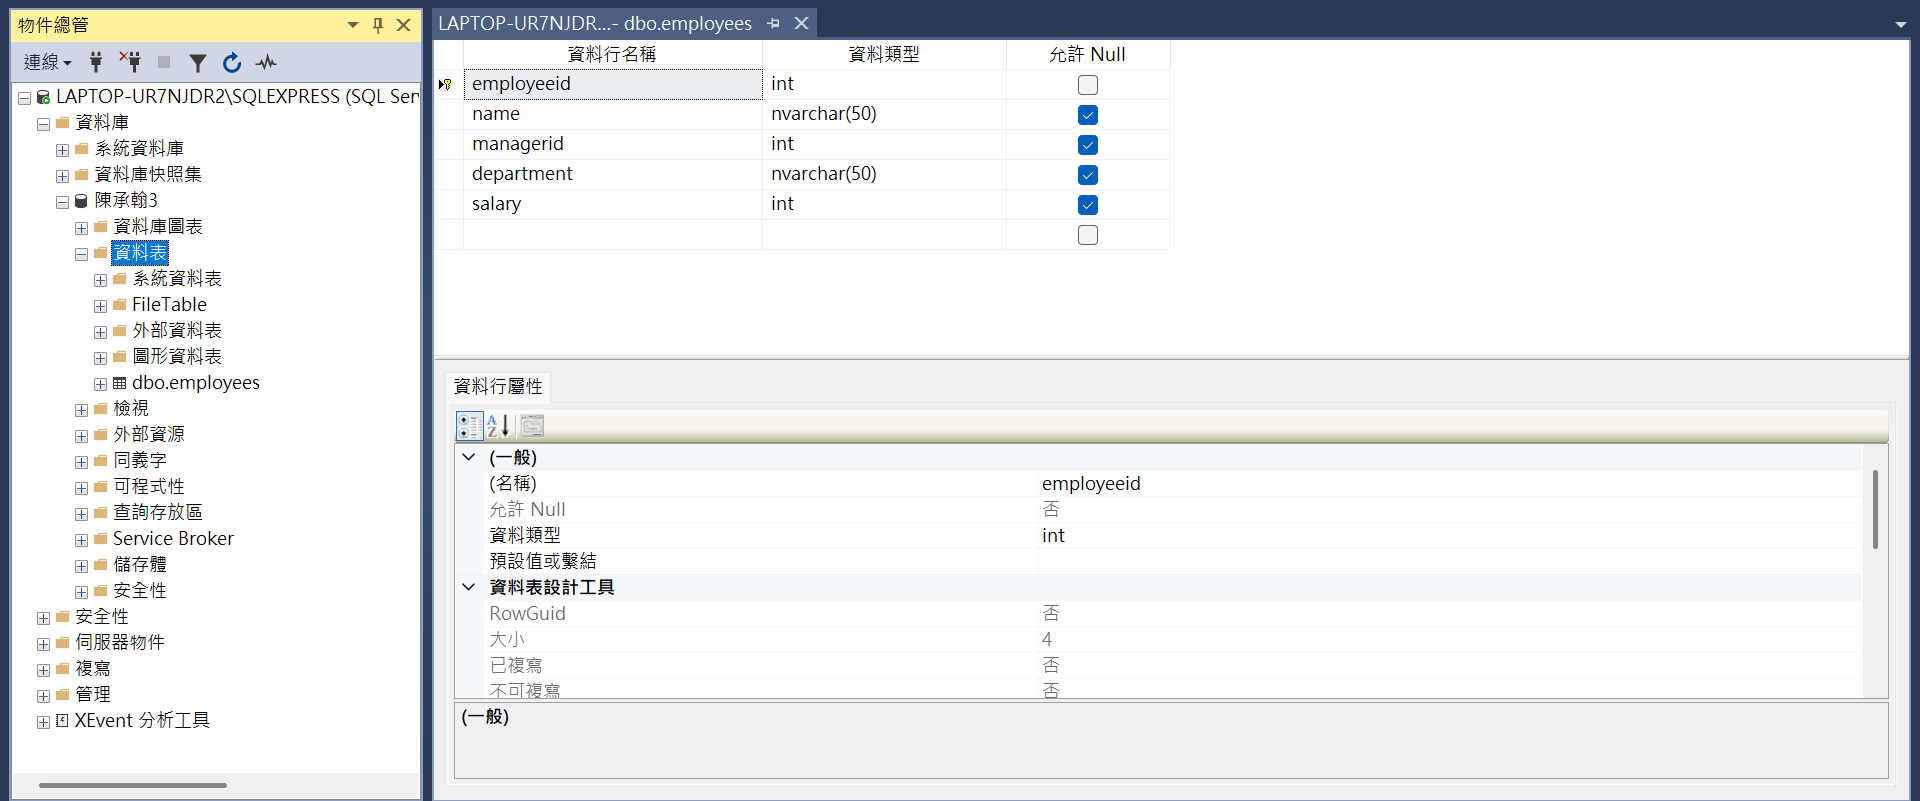 物件總管
連線
LAPTOP-UR7NJDR2\SQLEXPRESS (SQL Ser
資料庫
系統資料庫
資料庫快照集
陳承翰3
資料庫圖表
資料表
系統資料表
FileTable
外部資料表
圖形資料表
dbo.employees
檢視
外部資源
同義字
可程式性
查詢存放區
Service Broker
儲存體
安全性
安全性
伺服器物件
複寫
管理
XEvent 分析工具
LAPTOP-UR7NJDR...- dbo.employees
資料行名稱 資料類型 允許 Null
employeeid int
name nvarchar(50)
managerid int
department nvarchar(50)
salary int
資料行屬性
(一般)
(名稱) employeeid
允許 Null 否
資料類型 int
預設值或繫結
資料表設計工具
RowGuid 否
大小 4
已複寫 否
不可複寫 否
(一般)